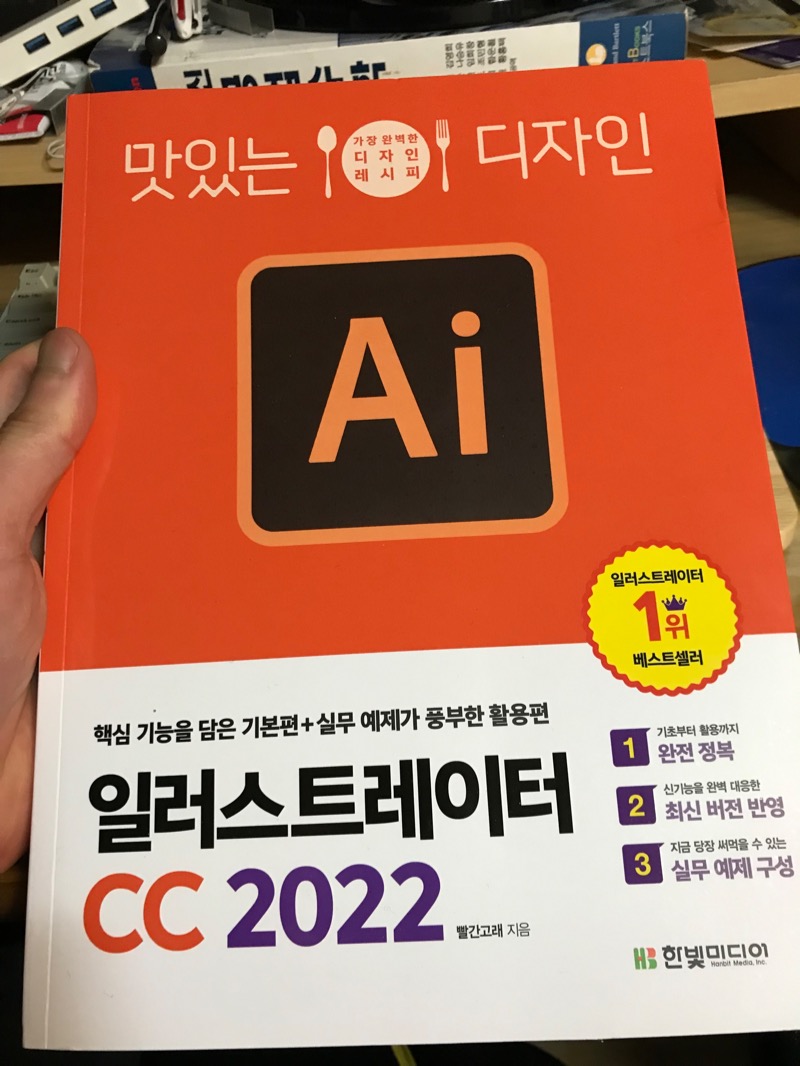 맛있는 디자인
가장 완벽한
디자인
레시피
Ai
일러스트레이터
1위
베스트셀러
핵심 기능을 담은 기본편+실무 예제가 풍부한 활용편
일러스트레이터
CC 2022
빨간고래 지음
1 기초부터 활용까지
완전 정복
2 신기능을 완벽 대응한
최신 버전 반영
3 지금 당장 써먹을 수 있는
실무 예제 구성
HB 한빛미디어
Hanbit Media, Inc.